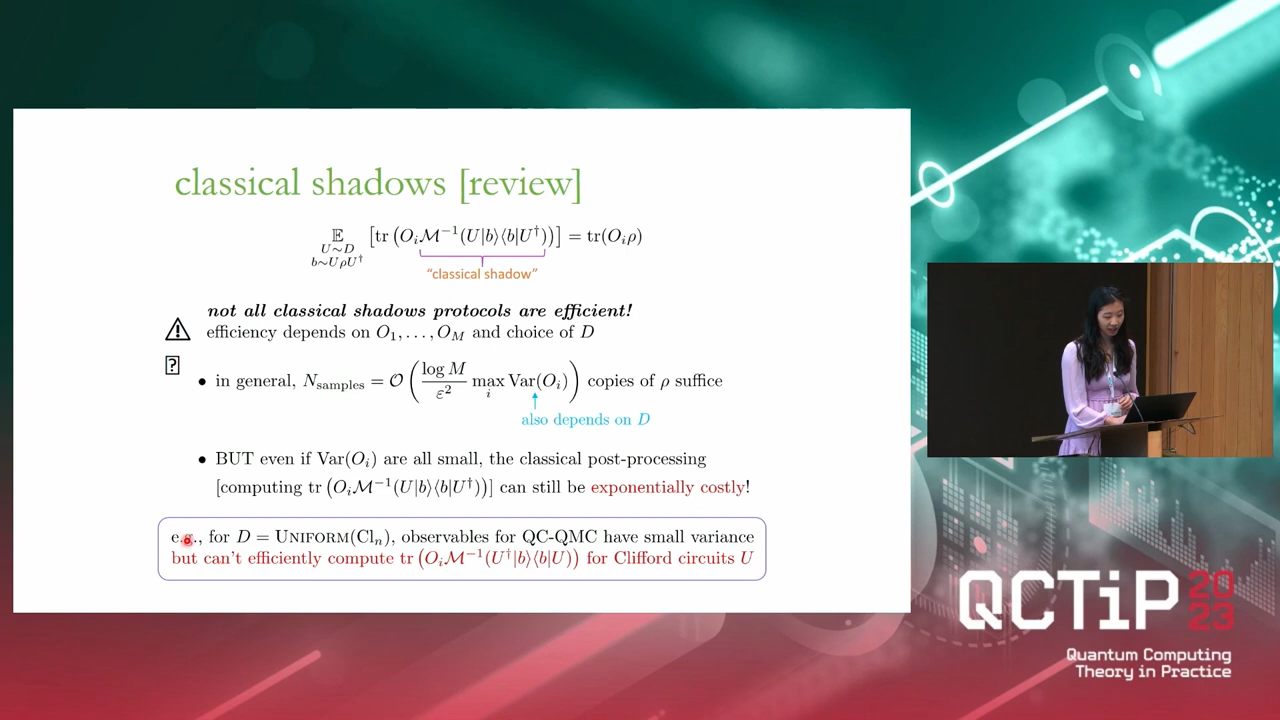 classical shadows [review]
𝔼 [tr (O_i ℳ⁻¹(U|b⟩⟨b|U†))] = tr(O_i ρ)
U∼D
b∼UρU†
“classical shadow”
not all classical shadows protocols are efficient!
efficiency depends on O₁, . . . , O_M and choice of D
?
• in general, N_samples = 𝒪 ( log M / ε² max_i Var(O_i) ) copies of ρ suffice
also depends on D
• BUT even if Var(O_i) are all small, the classical post-processing
[computing tr (O_i ℳ⁻¹(U|b⟩⟨b|U†))] can still be exponentially costly!
e.g., for D = UNIFORM(Cl_n), observables for QC-QMC have small variance
but can't efficiently compute tr (O_i ℳ⁻¹(U†|b⟩⟨b|U)) for Clifford circuits U
QCTiP 20
23
Quantum Computing
Theory in Practice